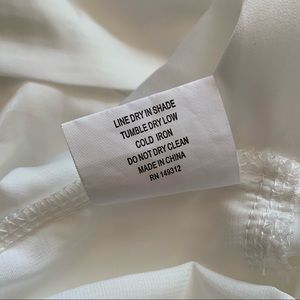 LINE DRY IN SHADE
TUMBLE DRY LOW
COLD IRON
DO NOT DRY CLEAN
MADE IN CHINA
RN 149312